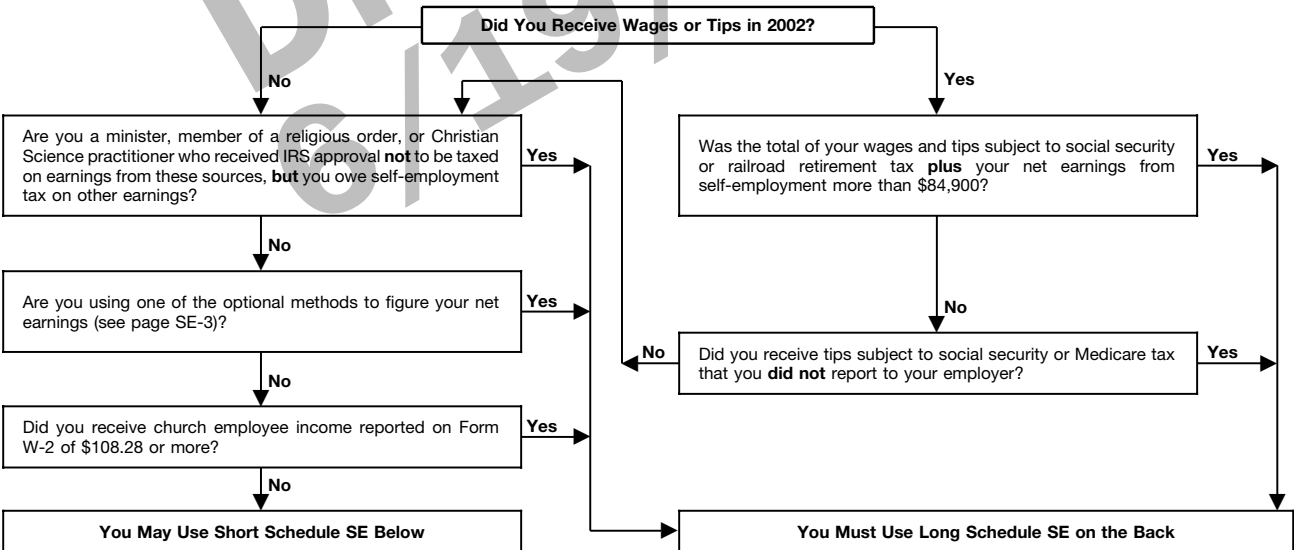 Did You Receive Wages or Tips in 2002?
No
Yes
Are you a minister, member of a religious order, or Christian
Science practitioner who received IRS approval not to be taxed
on earnings from these sources, but you owe self-employment
tax on other earnings?
Yes
Was the total of your wages and tips subject to social security
or railroad retirement tax plus your net earnings from
self-employment more than $84,900?
Yes
No
Are you using one of the optional methods to figure your net
earnings (see page SE-3)?
Yes
No
No
Did you receive tips subject to social security or Medicare tax
that you did not report to your employer?
Yes
No
Did you receive church employee income reported on Form
W-2 of $108.28 or more?
Yes
No
You May Use Short Schedule SE Below
You Must Use Long Schedule SE on the Back